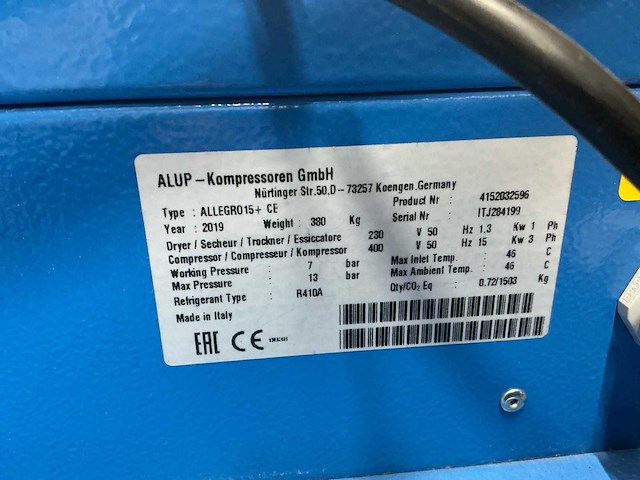 ALUP-Kompressoren GmbH
Nürtinger Str.50,D-73257 Koengen,Germany
Type : ALLEGRO15+ CE
Product Nr : 4152032596
Year : 2019 Weight : 380 Kg
Serial Nr : ITJ284199
Dryer / Secheur / Trockner / Essiccatore 230 V 50 Hz 1,3 Kw 1 Ph
Compressor / Compresseur / Kompressor 400 V 50 Hz 15 Kw 3 Ph
Working Pressure : 7 bar
Max Inlet Temp. : 46 C
Max Pressure : 13 bar
Max Ambient Temp. : 46 C
Refrigerant Type : R410A
Qty/CO₂ Eq : 0.72/1503 Kg
Made in Italy
EAC CE 0038